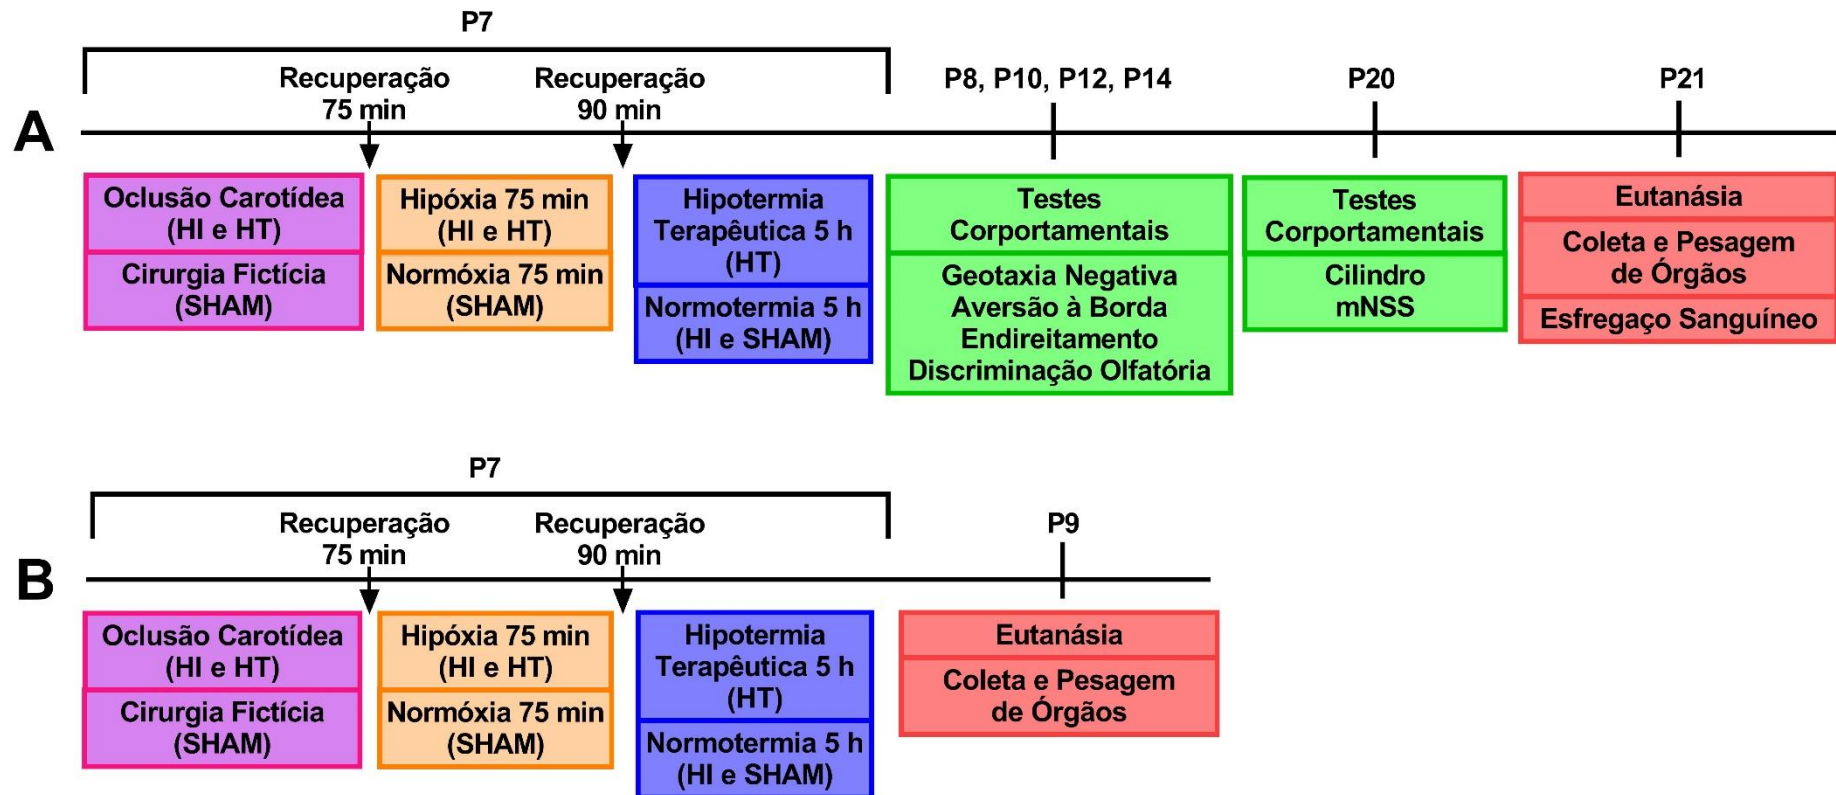 P7
Recuperação
75 min
Recuperação
90 min
P8, P10, P12, P14
P20
P21
A
Oclusão Carotídea
(HI e HT)
Cirurgia Fictícia
(SHAM)
Hipóxia 75 min
(HI e HT)
Normóxia 75 min
(SHAM)
Hipotermia
Terapêutica 5 h
(HT)
Normotermia 5 h
(HI e SHAM)
Testes
Corportamentais
Geotaxia Negativa
Aversão à Borda
Endireitamento
Discriminação Olfatória
Testes
Corportamentais
Cilindro
mNSS
Eutanásia
Coleta e Pesagem
de Órgãos
Esfregaço Sanguíneo
P7
Recuperação
75 min
Recuperação
90 min
P9
B
Oclusão Carotídea
(HI e HT)
Cirurgia Fictícia
(SHAM)
Hipóxia 75 min
(HI e HT)
Normóxia 75 min
(SHAM)
Hipotermia
Terapêutica 5 h
(HT)
Normotermia 5 h
(HI e SHAM)
Eutanásia
Coleta e Pesagem
de Órgãos